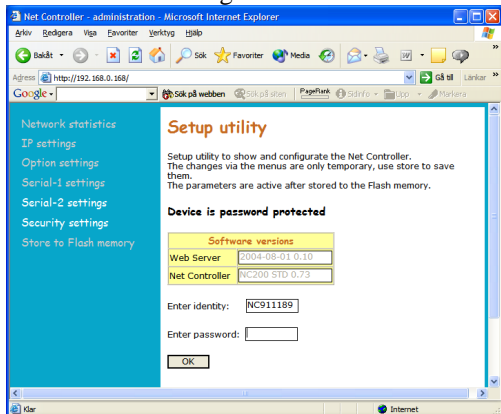 Net Controller - administration - Microsoft Internet Explorer
Arkiv Redigera Visa Favoriter Verktyg Hjälp
Bakåt Sök Favoriter Media
Adress http://192.168.0.168/ Gå till Länkar
Google Sök på webben Sök på siten PageRank Sidinfo Upp Markera
Network statistics
IP settings
Option settings
Serial-1 settings
Serial-2 settings
Security settings
Store to Flash memory
Setup utility
Setup utility to show and configurate the Net Controller.
The changes via the menus are only temporary, use store to save
them.
The parameters are active after stored to the Flash memory.
Device is password protected
Software versions
Web Server 2004-08-01 0.10
Net Controller NC200 STD 0.73
Enter identity: NC911189
Enter password:
OK
Klar Internet